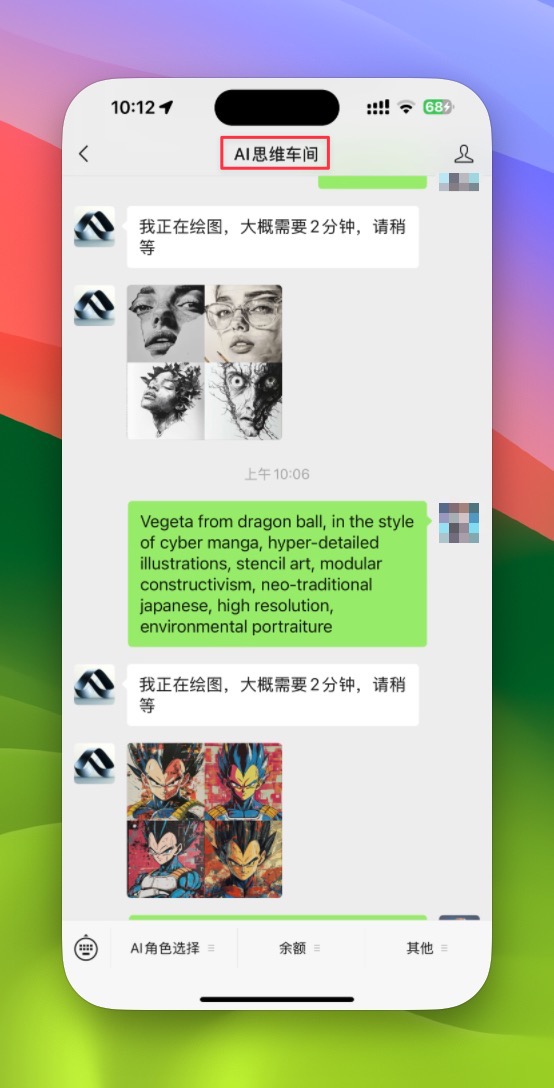 10:12
68
AI思维车间
我正在绘图，大概需要2分钟，请稍
等
上午10:06
Vegeta from dragon ball, in the style
of cyber manga, hyper-detailed
illustrations, stencil art, modular
constructivism, neo-traditional
japanese, high resolution,
environmental portraiture
我正在绘图，大概需要2分钟，请稍
等
AI角色选择
余额
其他